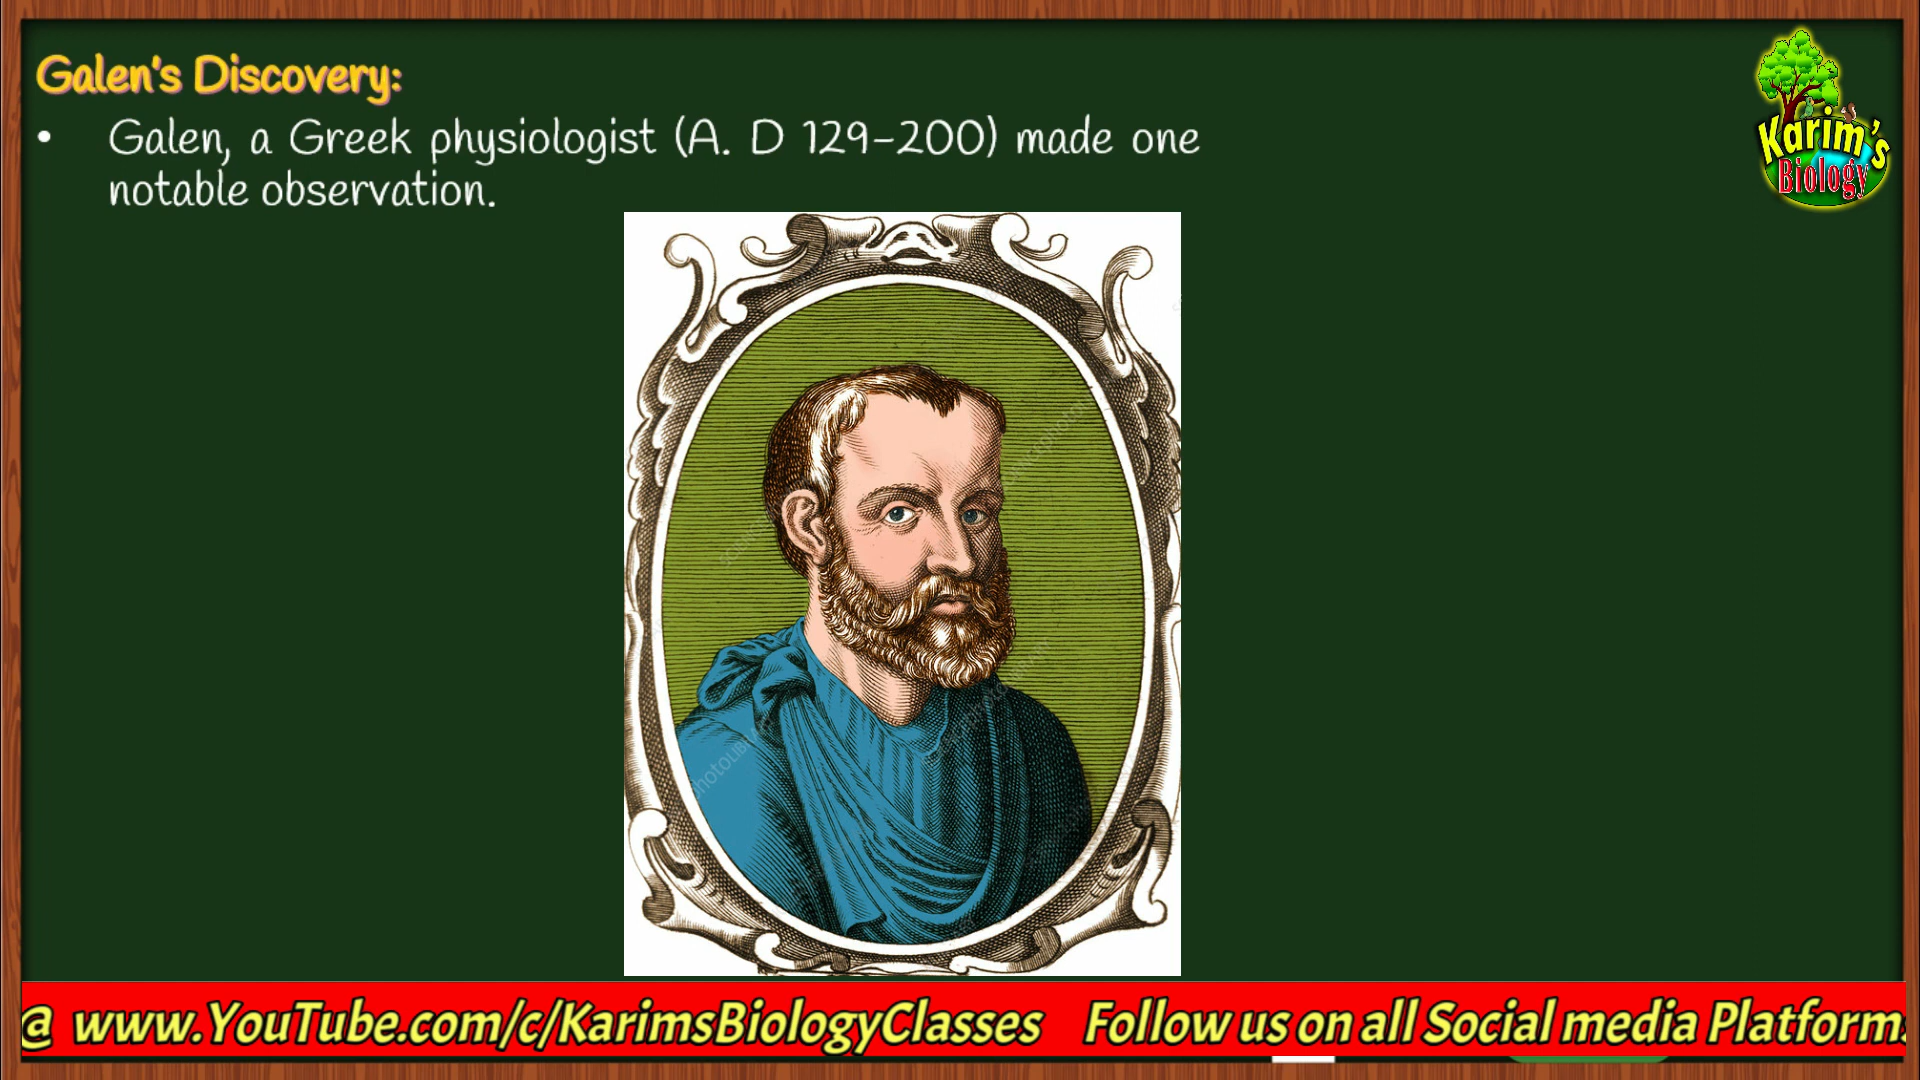 Galen's Discovery:
Karim's
Biology
• Galen, a Greek physiologist (A. D 129-200) made one
notable observation.
@ www.YouTube.com/c/KarimsBiologyClasses Follow us on all Social media Platforms